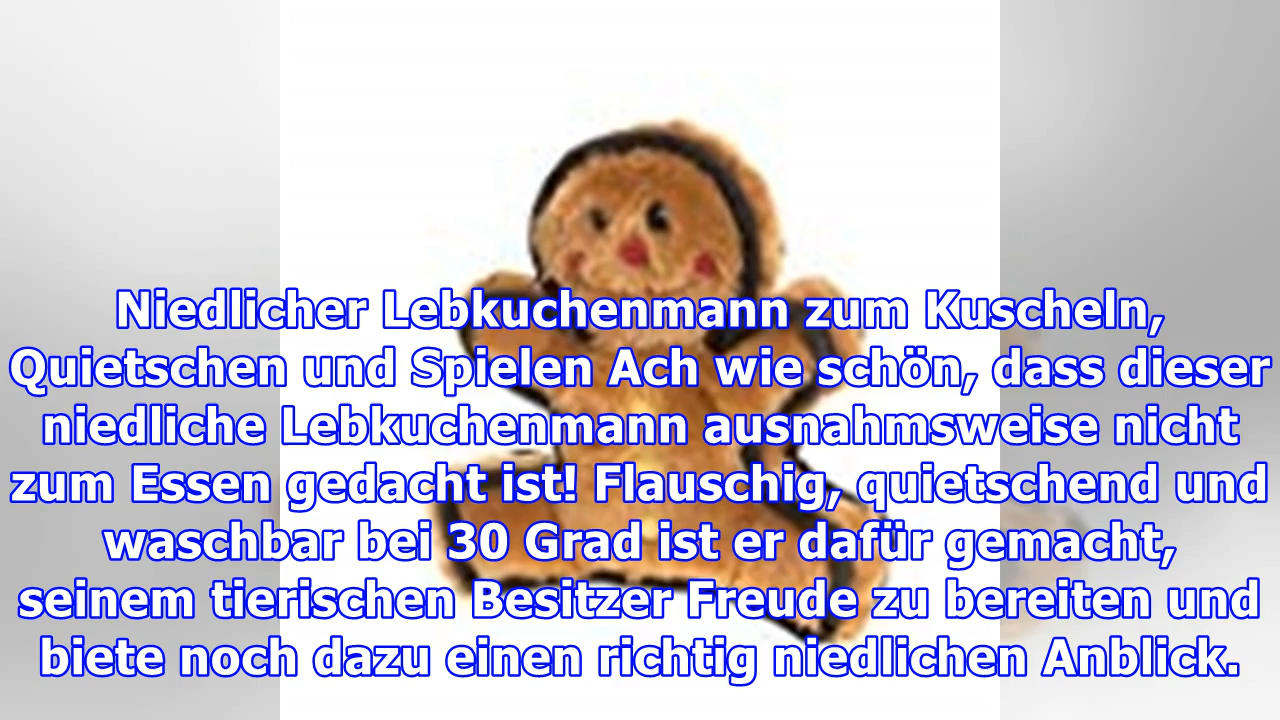 Niedlicher Lebkuchenmann zum Kuscheln,
Quietschen und Spielen Ach wie schön, dass dieser
niedliche Lebkuchenmann ausnahmsweise nicht
zum Essen gedacht ist! Flauschig, quietschend und
waschbar bei 30 Grad ist er dafür gemacht,
seinem tierischen Besitzer Freude zu bereiten und
biete noch dazu einen richtig niedlichen Anblick.